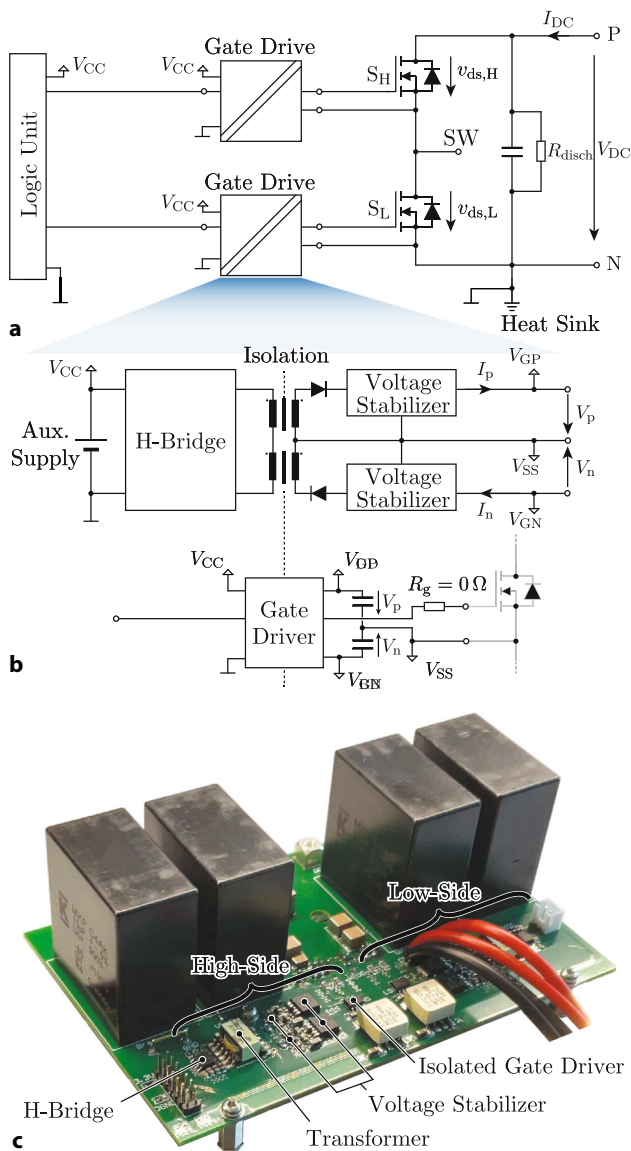 I_DC P
Gate Drive
V_CC V_CC S_H v_ds,H
SW
Logic Unit
R_disch V_DC
Gate Drive
V_CC S_L v_ds,L
N
Heat Sink
a
Isolation
V_CC V_GP
Voltage
Stabilizer
I_p V_p
Aux.
Supply
H-Bridge
V_SS
Voltage
Stabilizer
I_n V_n
V_GN
V_CC
V_p
R_g = 0 Ω
Gate
Driver
V_n V_SS
b
Low-Side
High-Side
3.3V
Isolated Gate Driver
H-Bridge
Voltage Stabilizer
Transformer
c